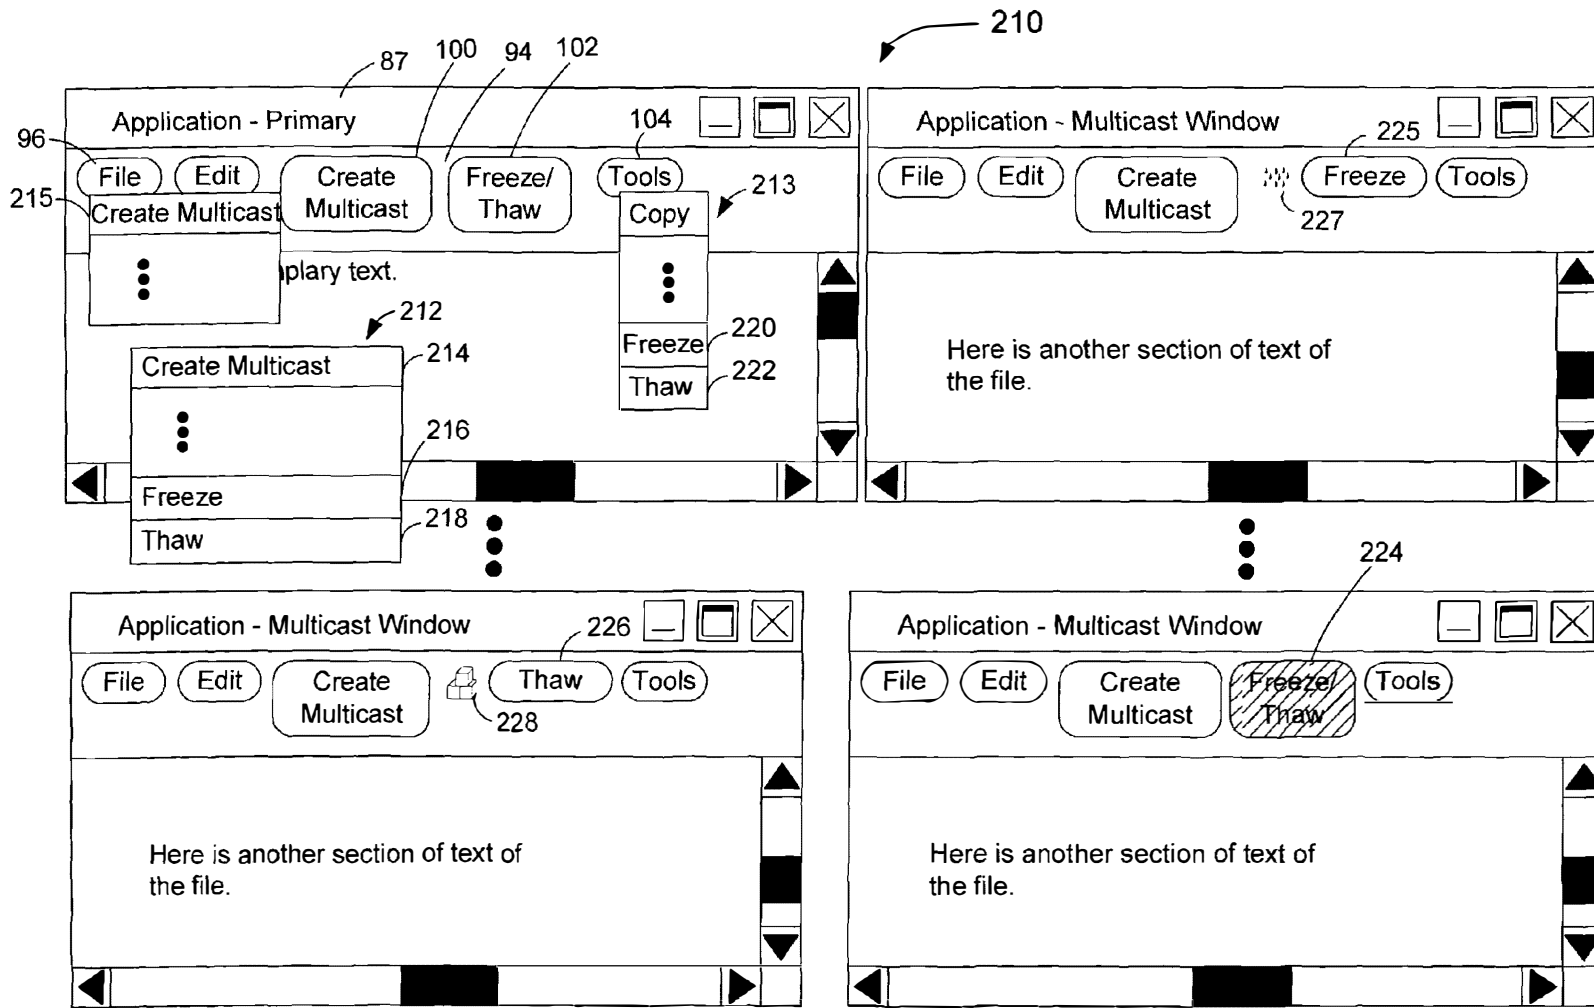 210
87
100
94
102
Application - Primary
104
96
File
Edit
Create
Multicast
Freeze/
Thaw
Tools
215
Create Multicast
213
Copy
plary text.
212
Create Multicast
214
220
Freeze
222
Thaw
216
Freeze
218
Thaw
Application - Multicast Window
225
File
Edit
Create
Multicast
Freeze
Tools
227
Here is another section of text of
the file.
Application - Multicast Window
226
File
Edit
Create
Multicast
Thaw
Tools
228
Here is another section of text of
the file.
224
Application - Multicast Window
File
Edit
Create
Multicast
Freeze/
Thaw
Tools
Here is another section of text of
the file.